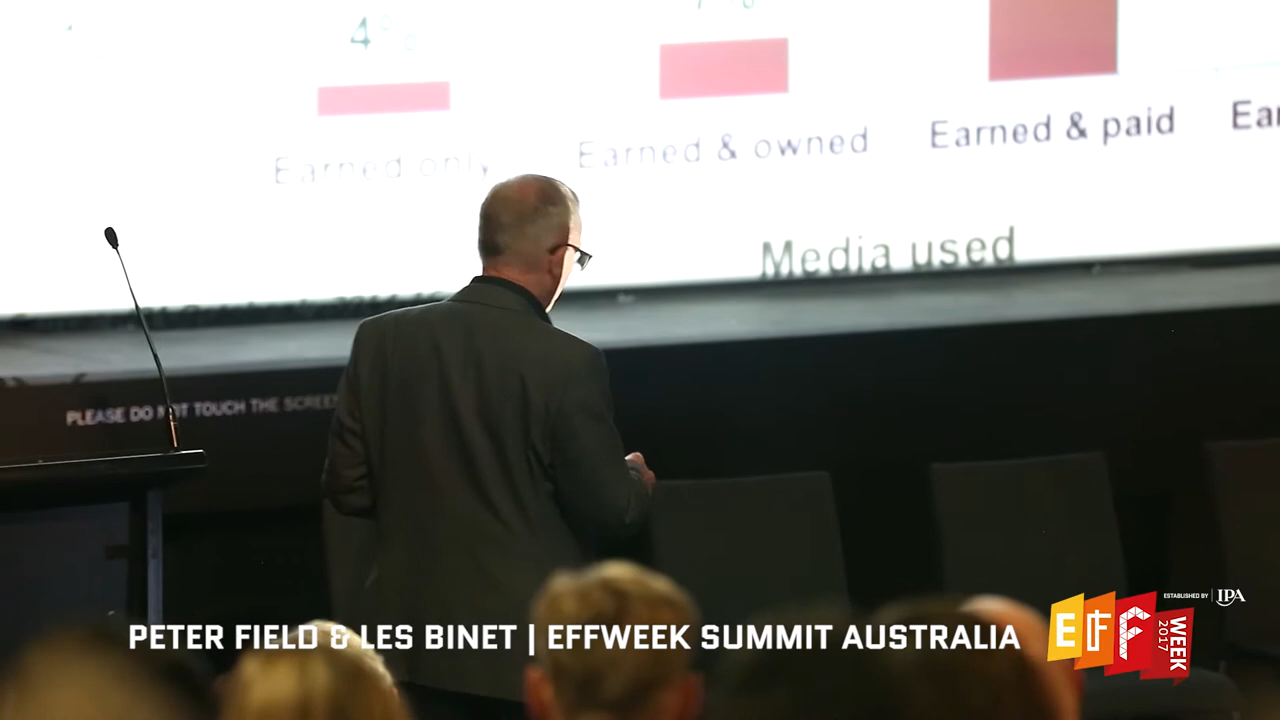 4%
7%
Earned only
Earned & owned
Earned & paid
Media used
PLEASE DO NOT TOUCH THE SCREEN
PETER FIELD & LES BINET | EFFWEEK SUMMIT AUSTRALIA
ESTABLISHED BY | IPA
EFF WEEK 2017